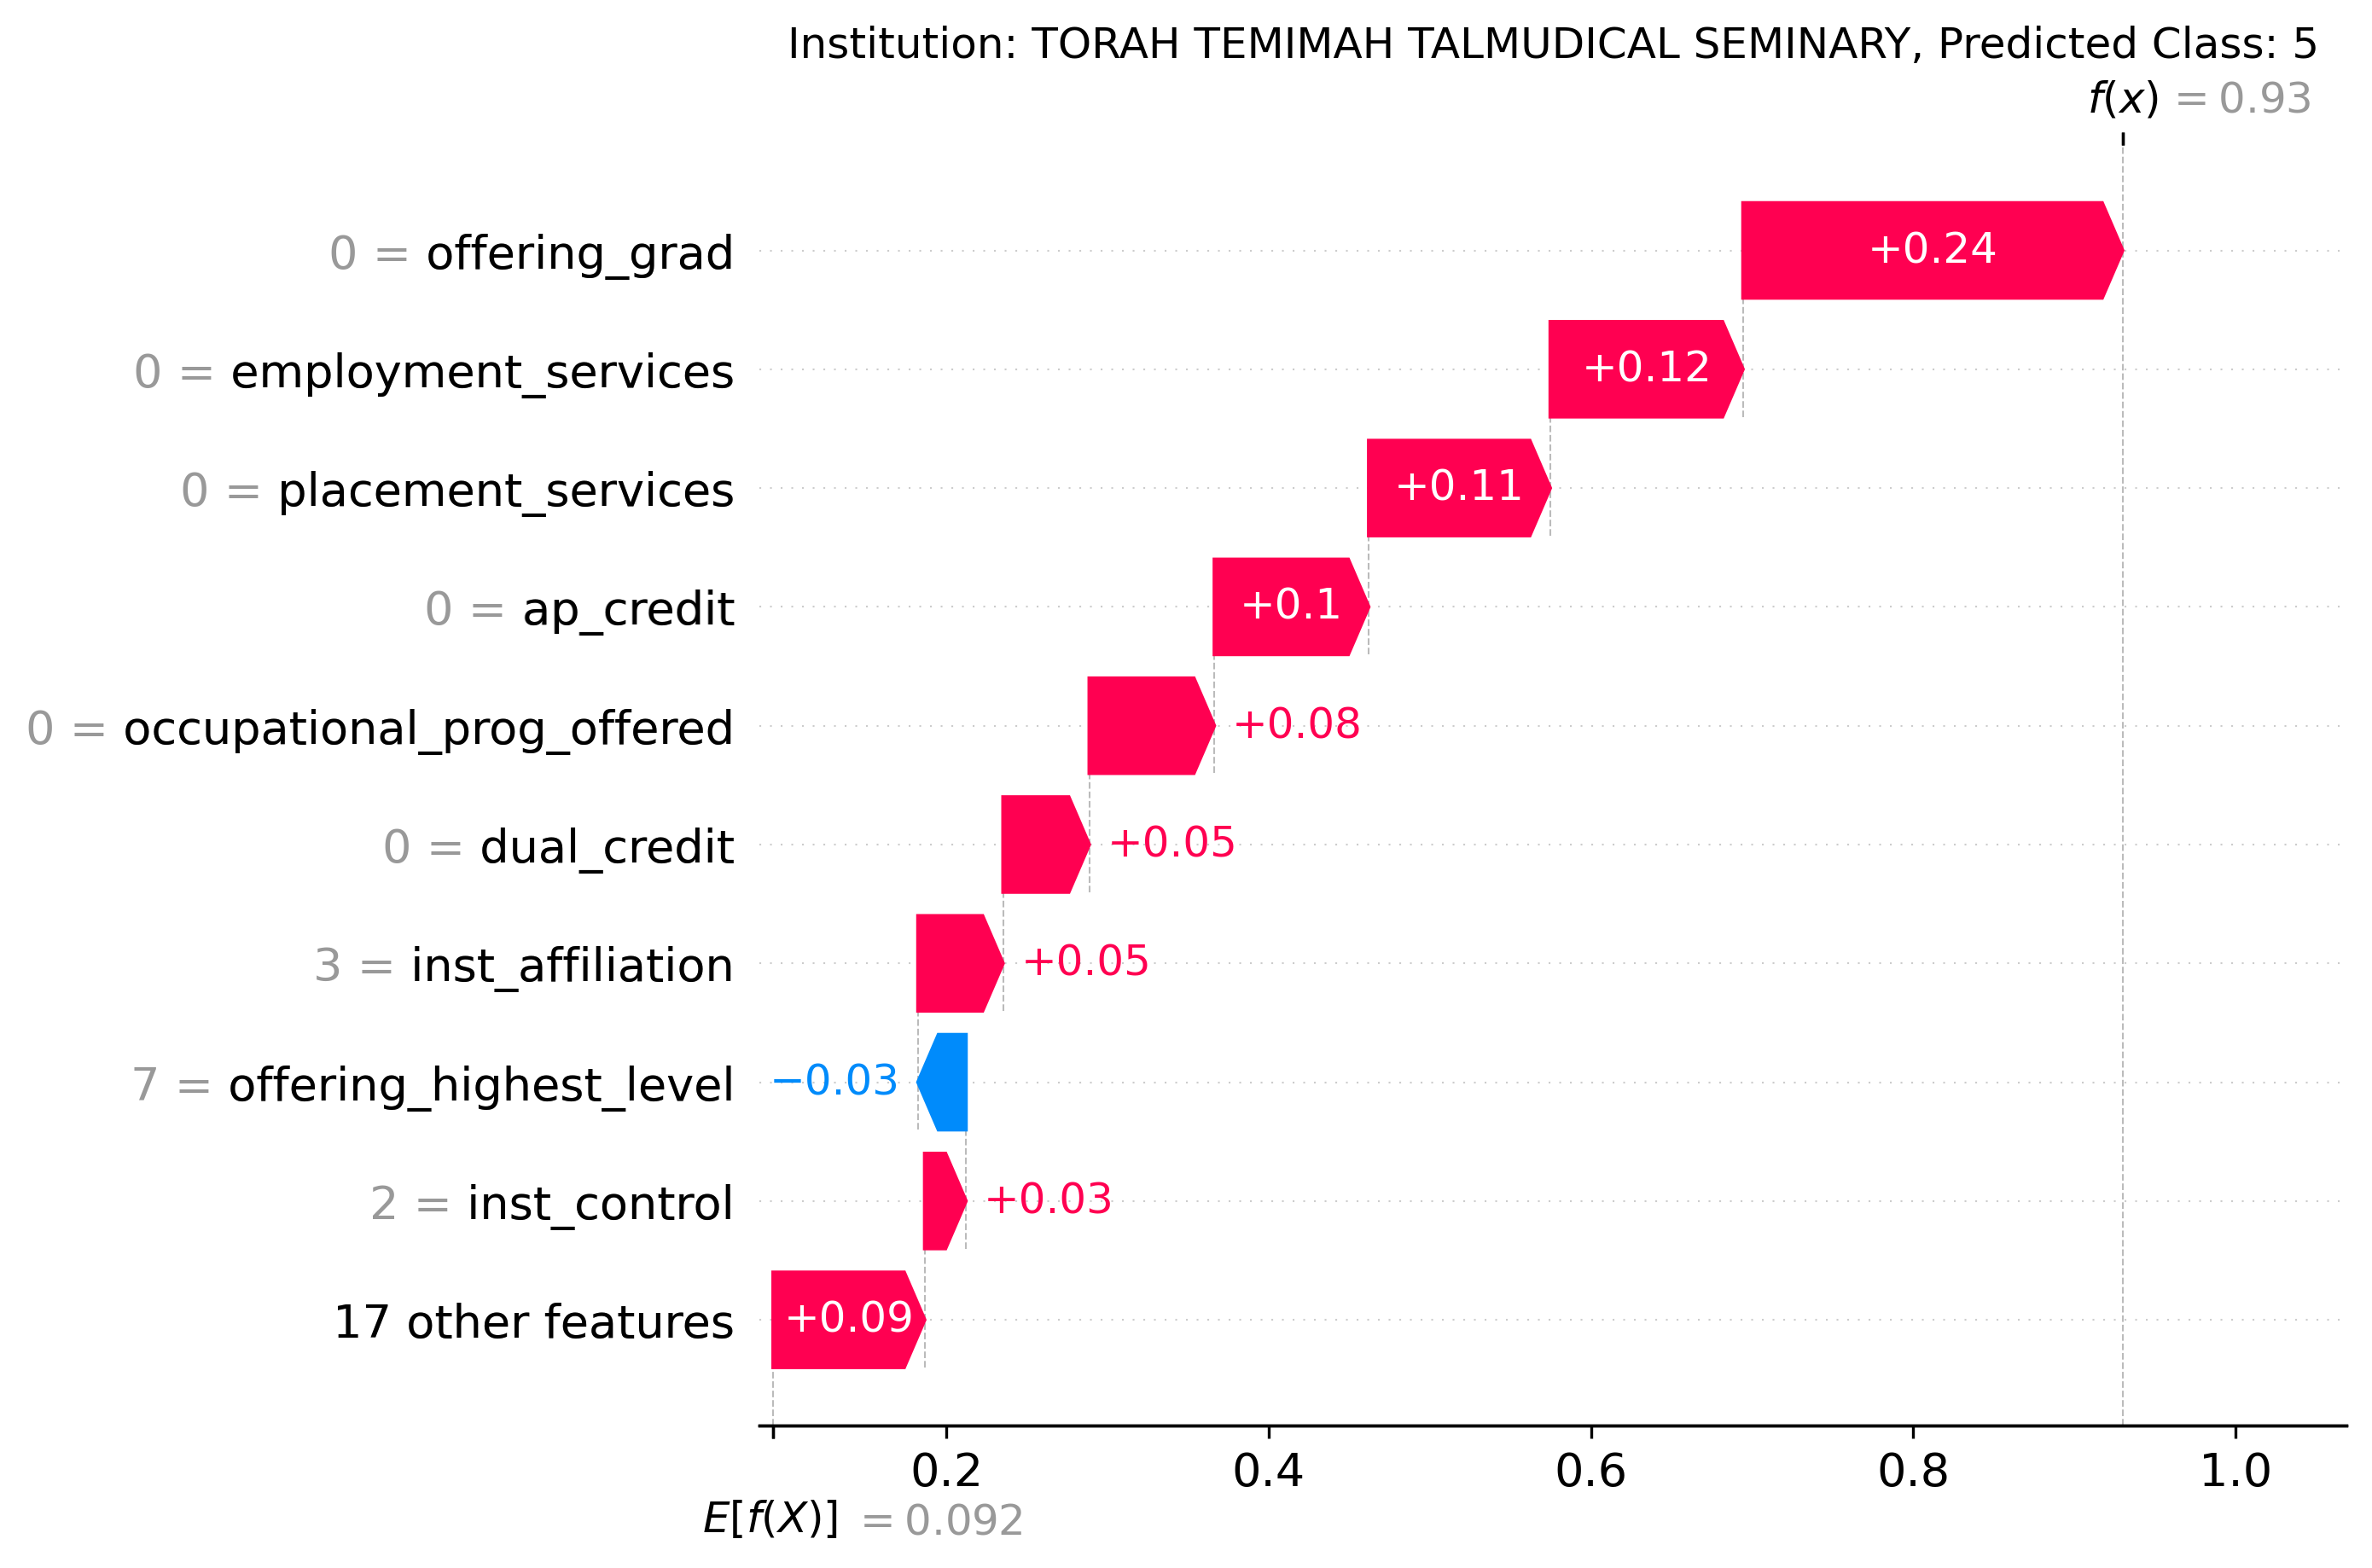 Institution: TORAH TEMIMAH TALMUDICAL SEMINARY, Predicted Class: 5
f(x) = 0.93
0 = offering_grad +0.24
0 = employment_services +0.12
0 = placement_services +0.11
0 = ap_credit +0.1
0 = occupational_prog_offered +0.08
0 = dual_credit +0.05
3 = inst_affiliation +0.05
7 = offering_highest_level −0.03
2 = inst_control +0.03
17 other features +0.09
0.2 0.4 0.6 0.8 1.0
E[f(X)] = 0.092